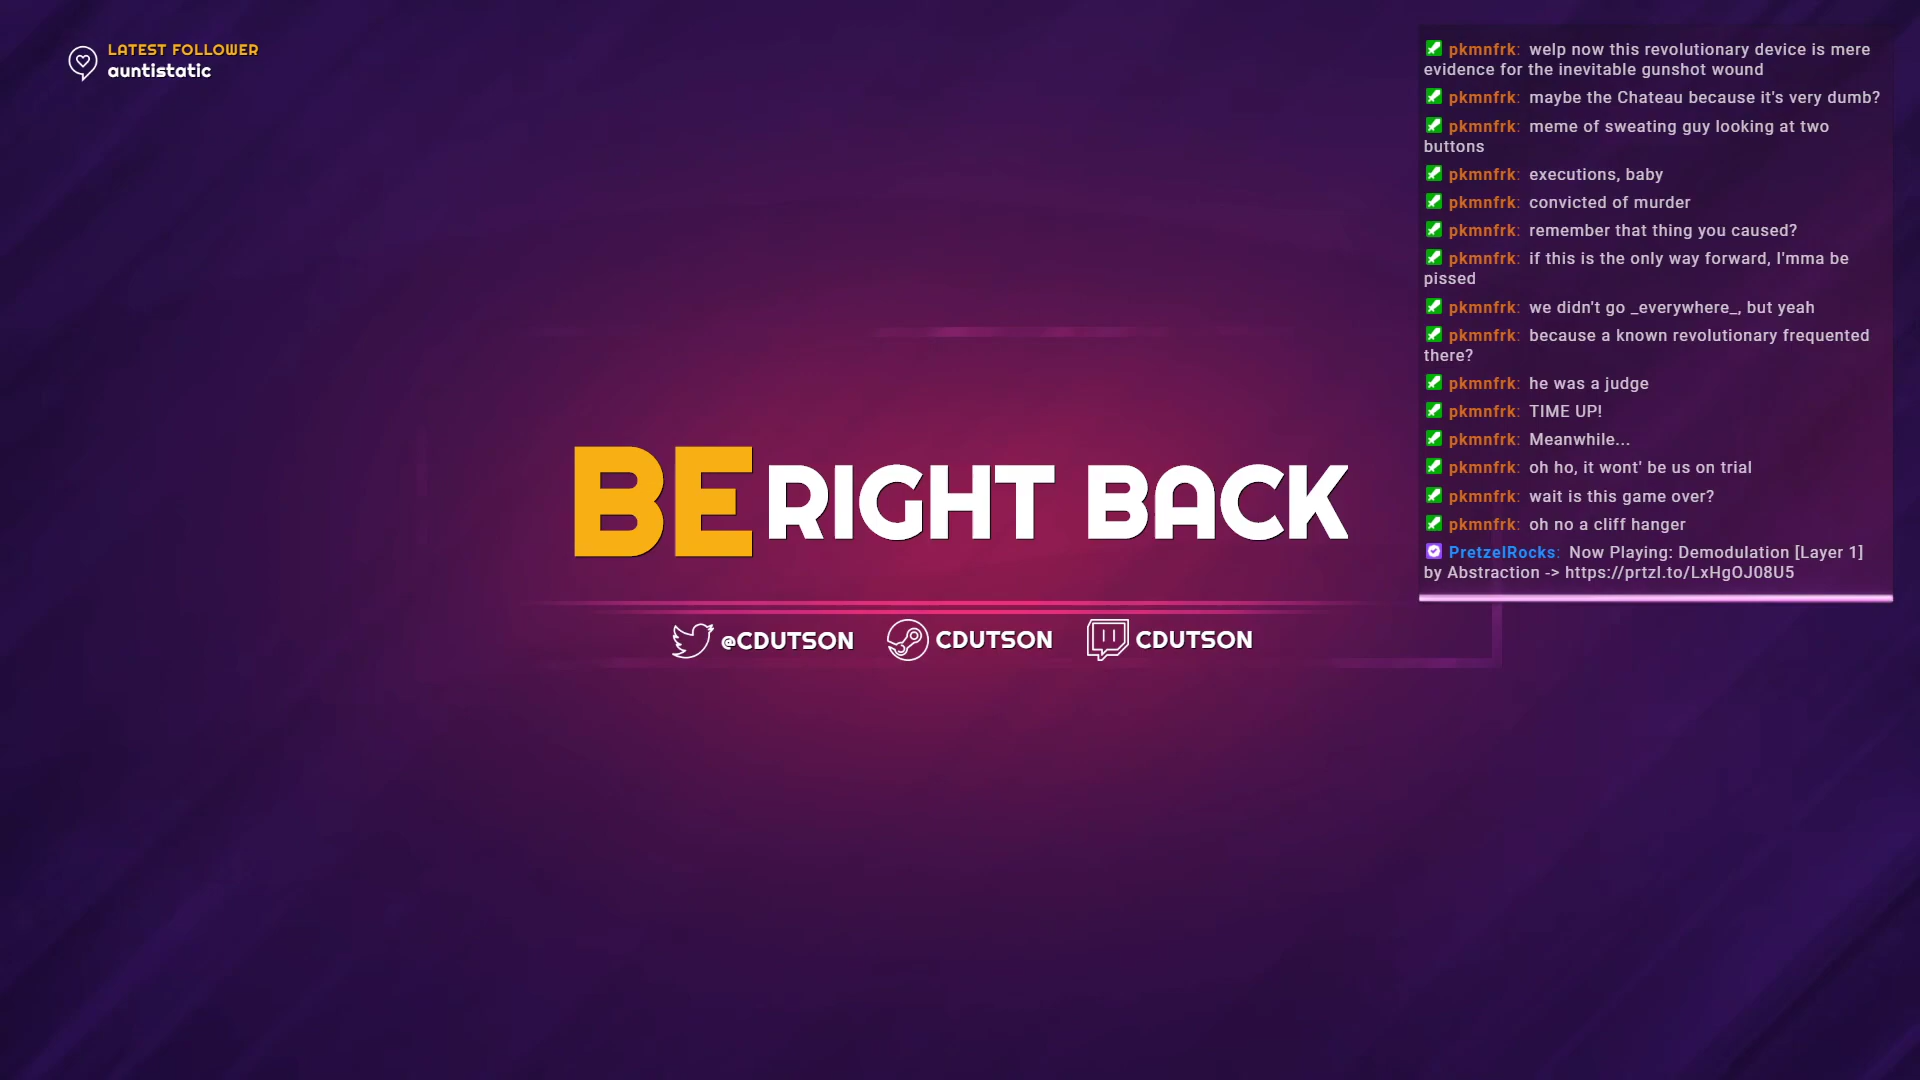 LATEST FOLLOWER
auntistatic
BE RIGHT BACK
@CDUTSON CDUTSON CDUTSON
pkmnfrk: welp now this revolutionary device is mere
evidence for the inevitable gunshot wound
pkmnfrk: maybe the Chateau because it's very dumb?
pkmnfrk: meme of sweating guy looking at two
buttons
pkmnfrk: executions, baby
pkmnfrk: convicted of murder
pkmnfrk: remember that thing you caused?
pkmnfrk: if this is the only way forward, I'mma be
pissed
pkmnfrk: we didn't go _everywhere_, but yeah
pkmnfrk: because a known revolutionary frequented
there?
pkmnfrk: he was a judge
pkmnfrk: TIME UP!
pkmnfrk: Meanwhile...
pkmnfrk: oh ho, it wont' be us on trial
pkmnfrk: wait is this game over?
pkmnfrk: oh no a cliff hanger
PretzelRocks: Now Playing: Demodulation [Layer 1]
by Abstraction -> https://prtzl.to/LxHgOJ08U5